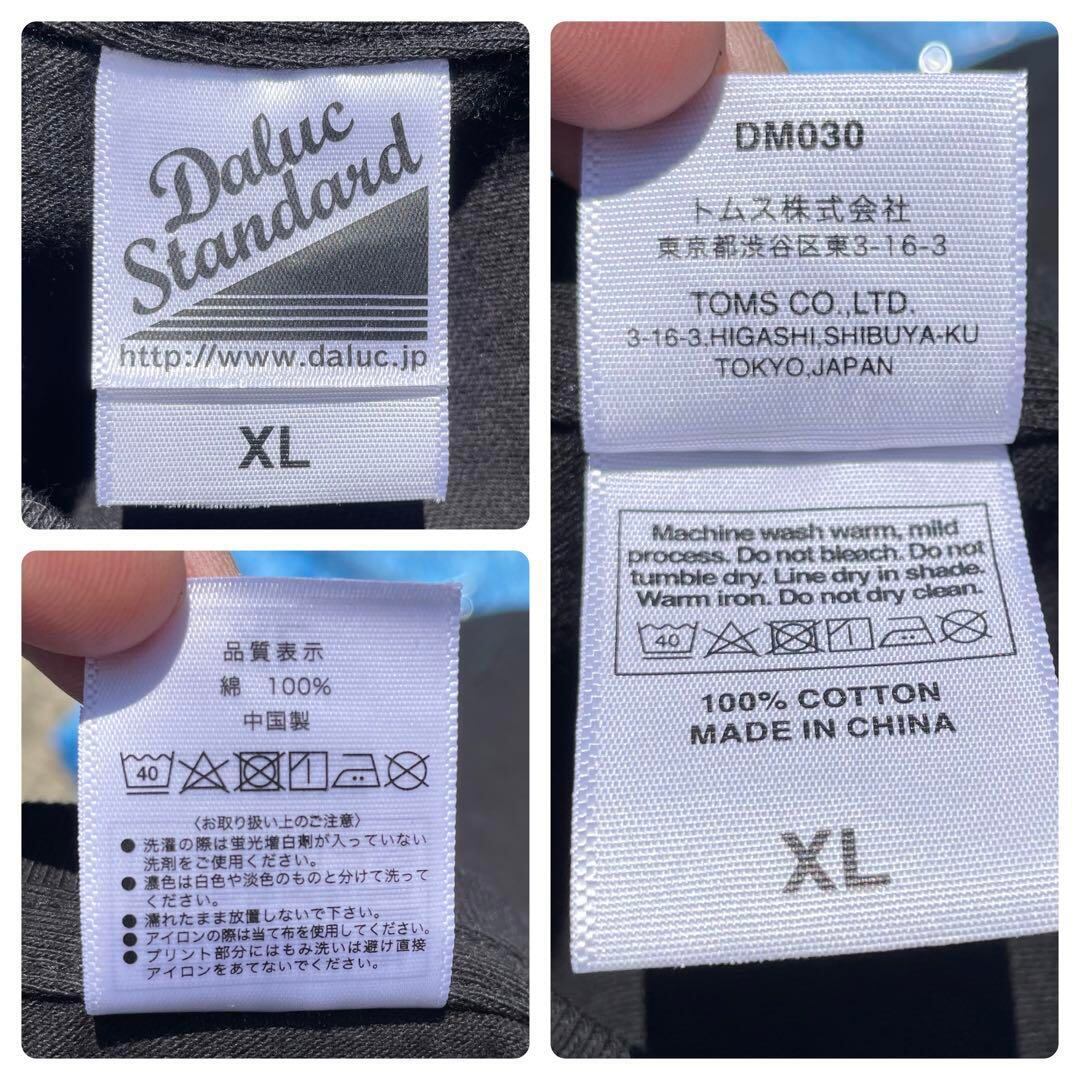 Daluc
Standard
http://www.daluc.jp
XL
DM030
トムス株式会社
東京都渋谷区東3-16-3
TOMS CO.,LTD.
3-16-3.HIGASHI,SHIBUYA-KU
TOKYO,JAPAN
Machine wash warm, mild
process. Do not bleach. Do not
tumble dry. Line dry in shade.
Warm iron. Do not dry clean.
40
100% COTTON
MADE IN CHINA
XL
品質表示
綿 100%
中国製
40
〈お取り扱い上のご注意〉
● 洗濯の際は蛍光増白剤が入っていない
洗剤をご使用ください。
● 濃色は白色や淡色のものと分けて洗って
ください。
● 濡れたまま放置しないで下さい。
● アイロンの際は当て布を使用してください。
● プリント部分にはもみ洗いは避け直接
アイロンをあてないでください。